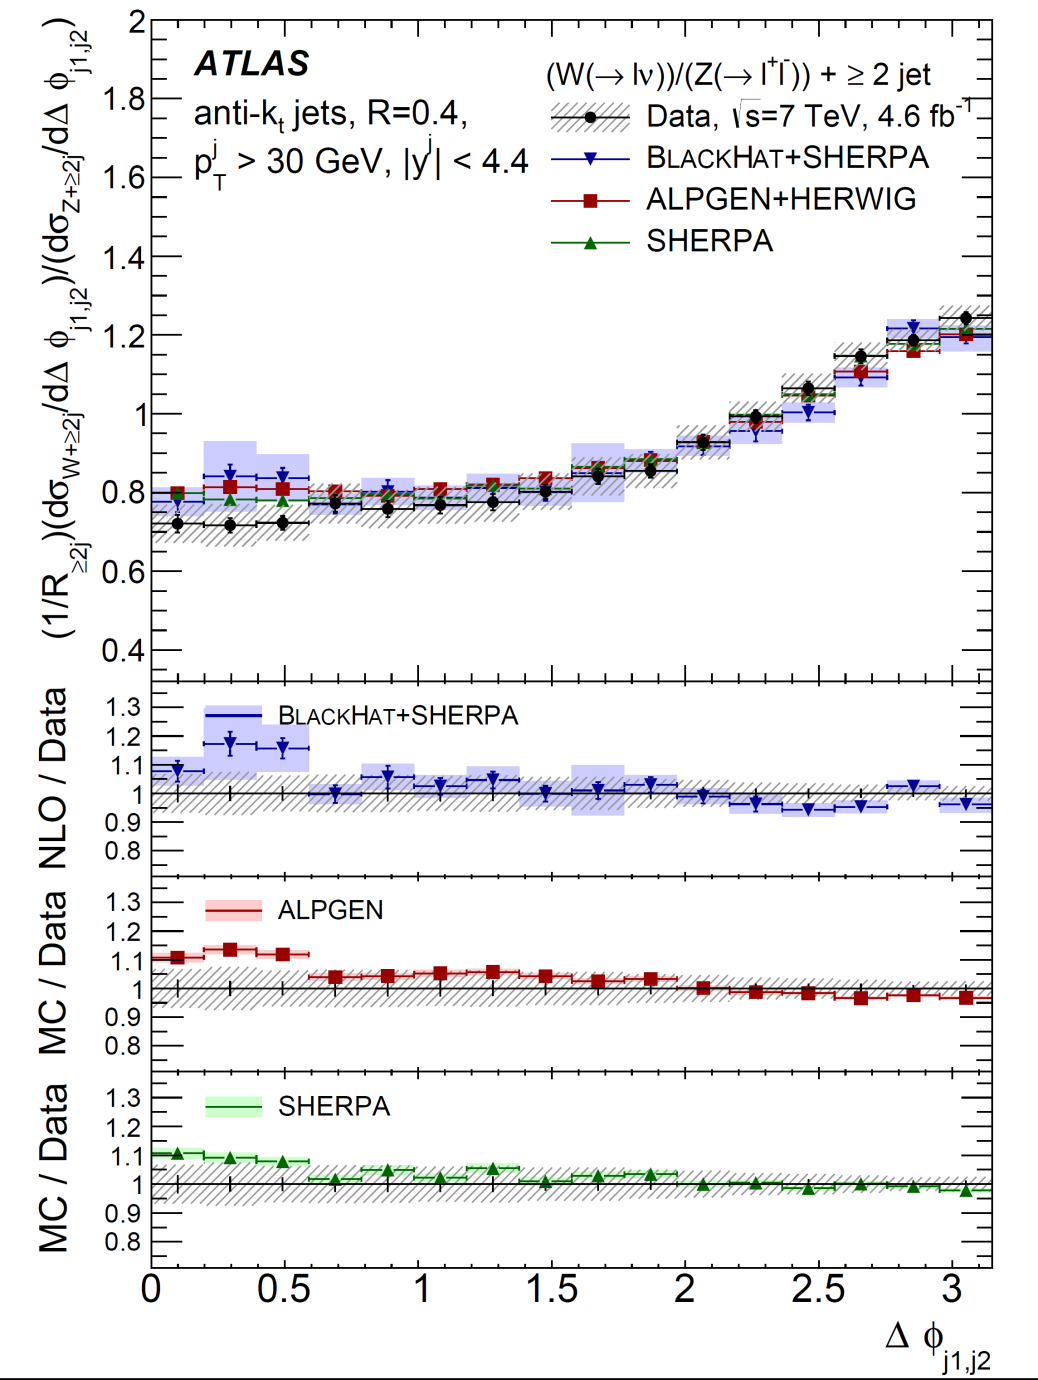 (1/R≥2j)(dσW+≥2j/dΔ ϕj1,j2)/(dσZ+≥2j/dΔ ϕj1,j2)
2
1.8
1.6
1.4
1.2
1
0.8
0.6
0.4
ATLAS
anti-kt jets, R=0.4,
pTj > 30 GeV, |yj| < 4.4
(W(→ lν))/(Z(→ l+l-)) + ≥ 2 jet
Data, √s=7 TeV, 4.6 fb-1
BLACKHAT+SHERPA
ALPGEN+HERWIG
SHERPA
NLO / Data
1.3
1.2
1.1
1
0.9
0.8
BLACKHAT+SHERPA
MC / Data
1.3
1.2
1.1
1
0.9
0.8
ALPGEN
MC / Data
1.3
1.2
1.1
1
0.9
0.8
SHERPA
0 0.5 1 1.5 2 2.5 3
Δ ϕj1,j2